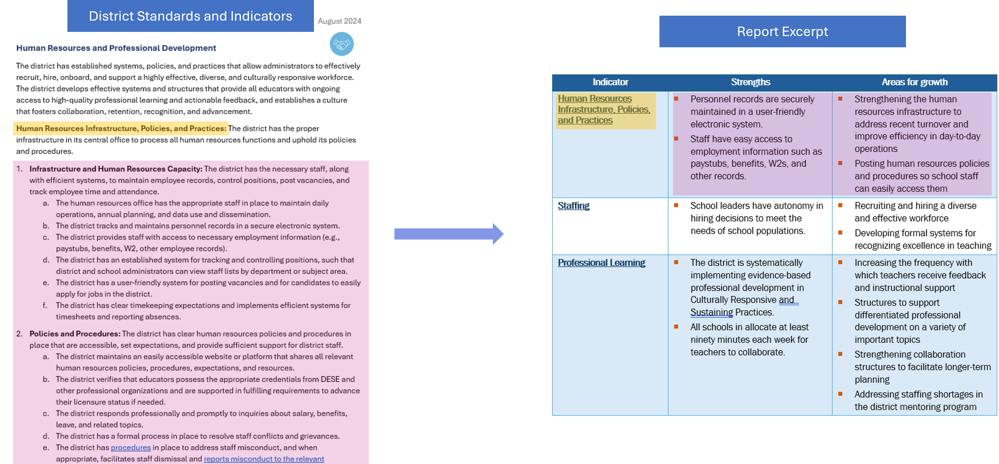 District Standards and Indicators
August 2024
Human Resources and Professional Development
The district has established systems, policies, and practices that allow administrators to effectively
recruit, hire, onboard, and support a highly effective, diverse, and culturally responsive workforce.
The district develops effective systems and structures that provide all educators with ongoing
access to high-quality professional learning and actionable feedback, and establishes a culture
that fosters collaboration, retention, recognition, and advancement.
Human Resources Infrastructure, Policies, and Practices: The district has the proper
infrastructure in its central office to process all human resources functions and uphold its policies
and procedures.
1. Infrastructure and Human Resources Capacity: The district has the necessary staff, along
with efficient systems, to maintain employee records, control positions, post vacancies, and
track employee time and attendance.
a. The human resources office has the appropriate staff in place to maintain daily
operations, annual planning, and data use and dissemination.
b. The district tracks and maintains personnel records in a secure electronic system.
c. The district provides staff with access to necessary employment information (e.g.,
paystubs, benefits, W2, other employee records).
d. The district has an established system for tracking and controlling positions, such that
district and school administrators can view staff lists by department or subject area.
e. The district has a user-friendly system for posting vacancies and for candidates to easily
apply for jobs in the district.
f. The district has clear timekeeping expectations and implements efficient systems for
timesheets and reporting absences.
2. Policies and Procedures: The district has clear human resources policies and procedures in
place that are accessible, set expectations, and provide sufficient support for district staff.
a. The district maintains an easily accessible website or platform that shares all relevant
human resources policies, procedures, expectations, and resources.
b. The district verifies that educators possess the appropriate credentials from DESE and
other professional organizations and are supported in fulfilling requirements to advance
their licensure status if needed.
c. The district responds professionally and promptly to inquiries about salary, benefits,
leave, and related topics.
d. The district has a formal process in place to resolve staff conflicts and grievances.
e. The district has procedures in place to address staff misconduct, and when
appropriate, facilitates staff dismissal and reports misconduct to the relevant
Report Excerpt
Indicator
Strengths
Areas for growth
Human Resources
Infrastructure, Policies,
and Practices
Personnel records are securely
maintained in a user-friendly
electronic system.
Staff have easy access to
employment information such as
paystubs, benefits, W2s, and
other records.
Strengthening the human
resources infrastructure to
address recent turnover and
improve efficiency in day-to-day
operations
Posting human resources policies
and procedures so school staff
can easily access them
Staffing
School leaders have autonomy in
hiring decisions to meet the
needs of school populations.
Recruiting and hiring a diverse
and effective workforce
Developing formal systems for
recognizing excellence in teaching
Professional Learning
The district is systematically
implementing evidence-based
professional development in
Culturally Responsive and
Sustaining Practices.
All schools in allocate at least
ninety minutes each week for
teachers to collaborate.
Increasing the frequency with
which teachers receive feedback
and instructional support
Structures to support
differentiated professional
development on a variety of
important topics
Strengthening collaboration
structures to facilitate longer-term
planning
Addressing staffing shortages in
the district mentoring program